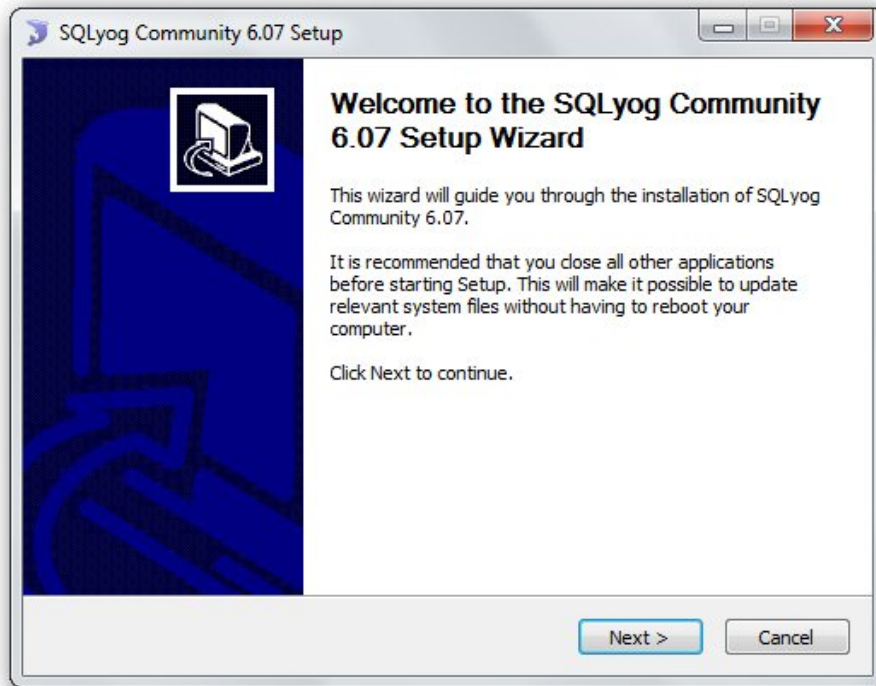 SQLyog Community 6.07 Setup
Welcome to the SQLyog Community
6.07 Setup Wizard
This wizard will guide you through the installation of SQLyog
Community 6.07.
It is recommended that you close all other applications
before starting Setup. This will make it possible to update
relevant system files without having to reboot your
computer.
Click Next to continue.
Next >
Cancel